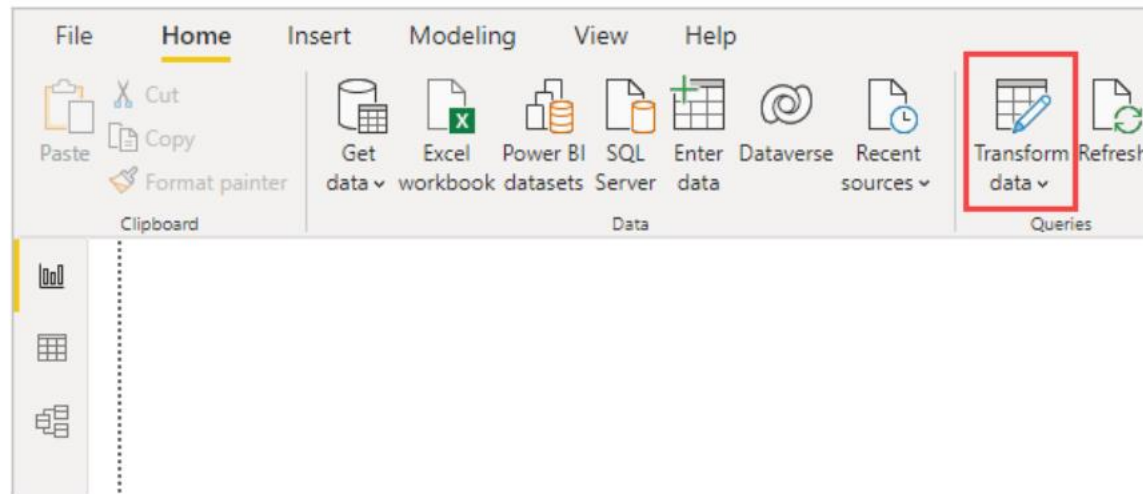 File Home Insert Modeling View Help
Paste
Cut
Copy
Format painter
Clipboard
Get data
Excel workbook
Power BI datasets
SQL Server
Enter data
Dataverse
Recent sources
Data
Transform data
Refresh
Queries